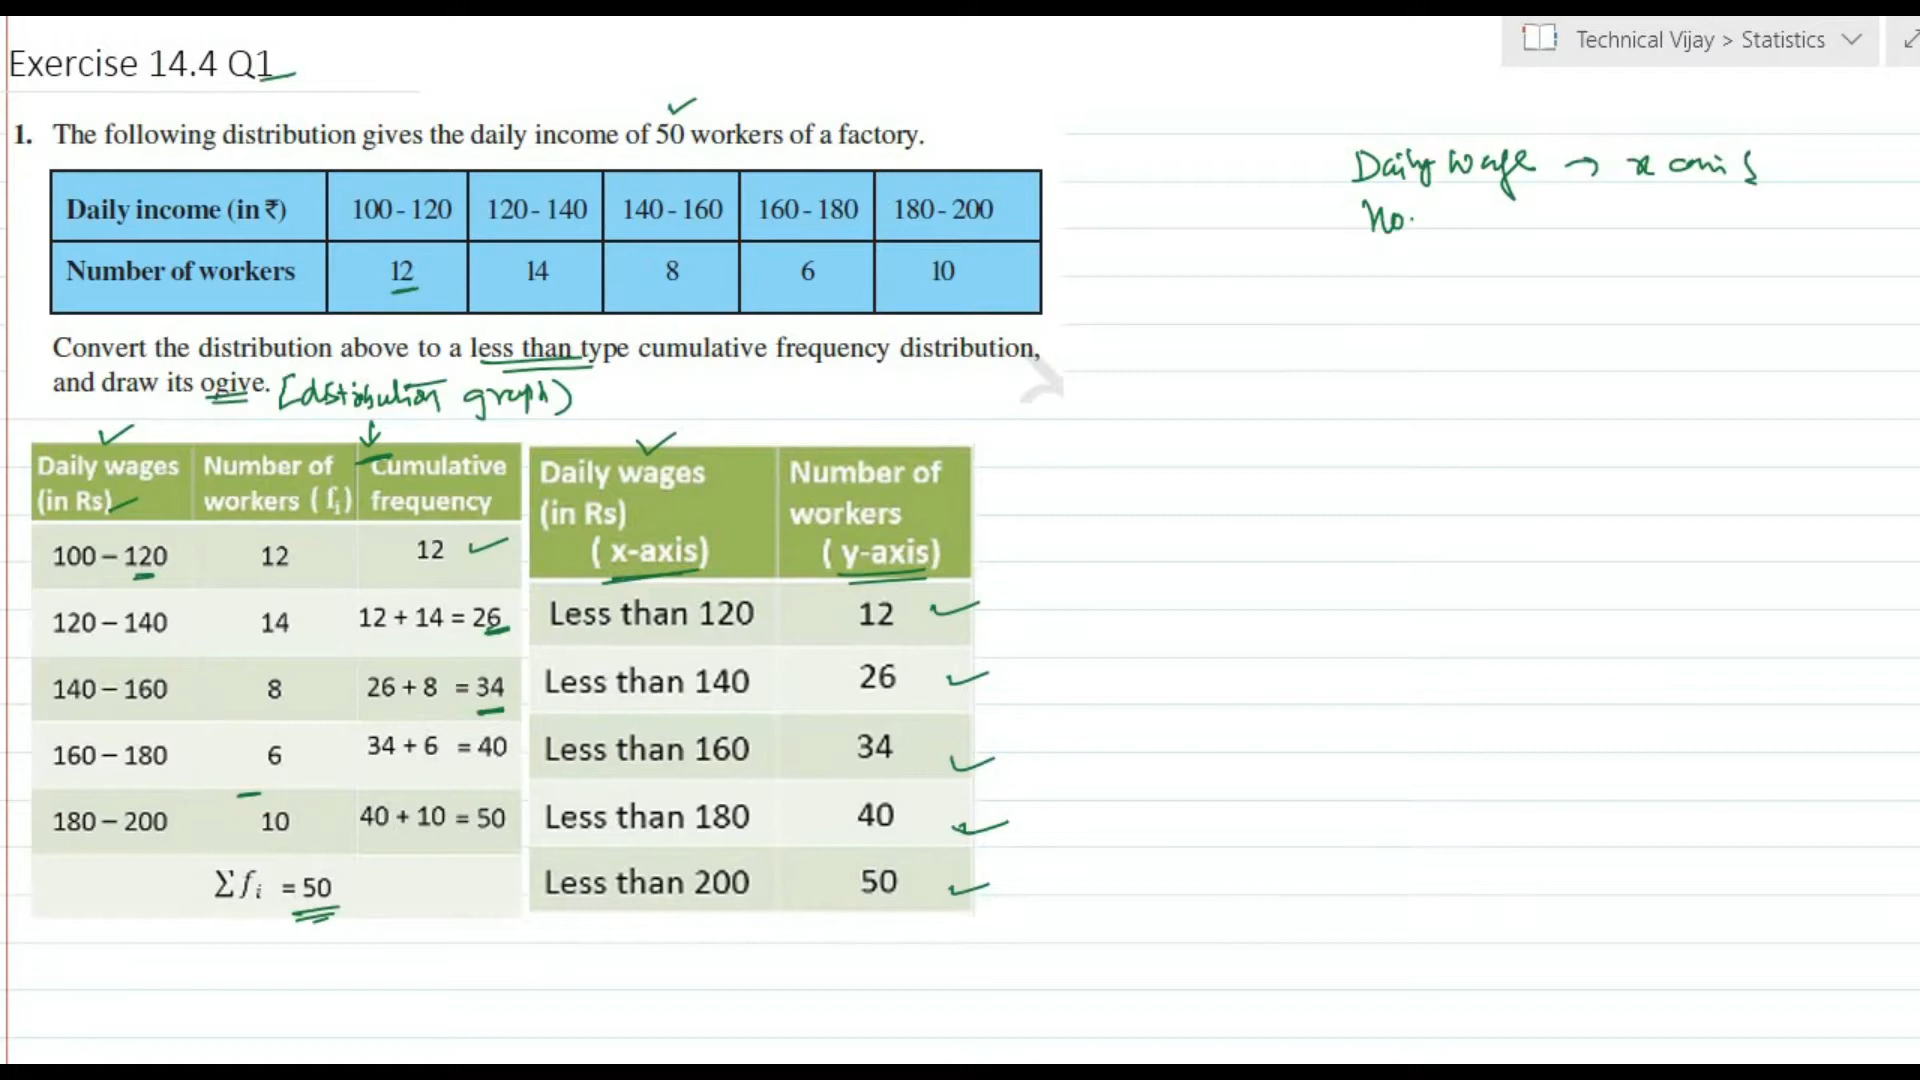 Technical Vijay > Statistics
Exercise 14.4 Q1
1. The following distribution gives the daily income of 50 workers of a factory.
Daily income (in ₹) 100 - 120 120 - 140 140 - 160 160 - 180 180 - 200
Number of workers 12 14 8 6 10
Convert the distribution above to a less than type cumulative frequency distribution,
and draw its ogive. [distribution graph)
Daily wage → x axis
No.
Daily wages (in Rs) Number of workers ( fᵢ) Cumulative frequency
100 – 120 12 12
120 – 140 14 12 + 14 = 26
140 – 160 8 26 + 8 = 34
160 – 180 6 34 + 6 = 40
180 – 200 10 40 + 10 = 50
∑fᵢ = 50
Daily wages (in Rs) ( x-axis) Number of workers ( y-axis)
Less than 120 12
Less than 140 26
Less than 160 34
Less than 180 40
Less than 200 50